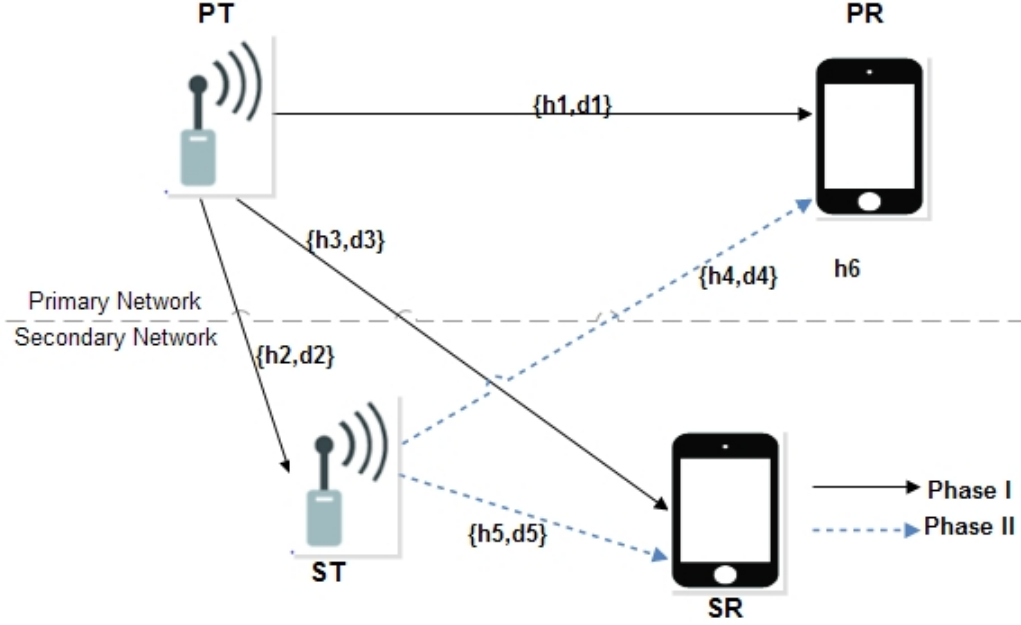 PT
PR
{h1,d1}
{h3,d3}
{h4,d4}
h6
Primary Network
Secondary Network
{h2,d2}
Phase I
Phase II
{h5,d5}
ST
SR